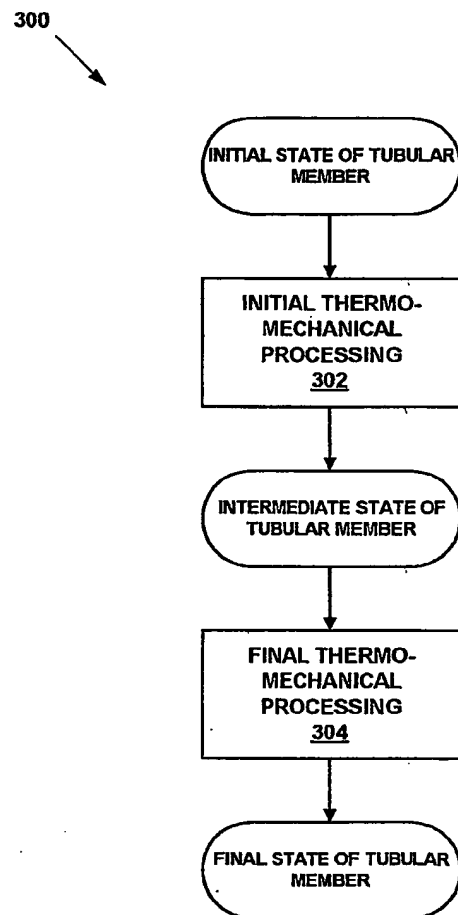 300
INITIAL STATE OF TUBULAR
MEMBER
INITIAL THERMO-
MECHANICAL
PROCESSING
302
INTERMEDIATE STATE OF
TUBULAR MEMBER
FINAL THERMO-
MECHANICAL
PROCESSING
304
FINAL STATE OF TUBULAR
MEMBER